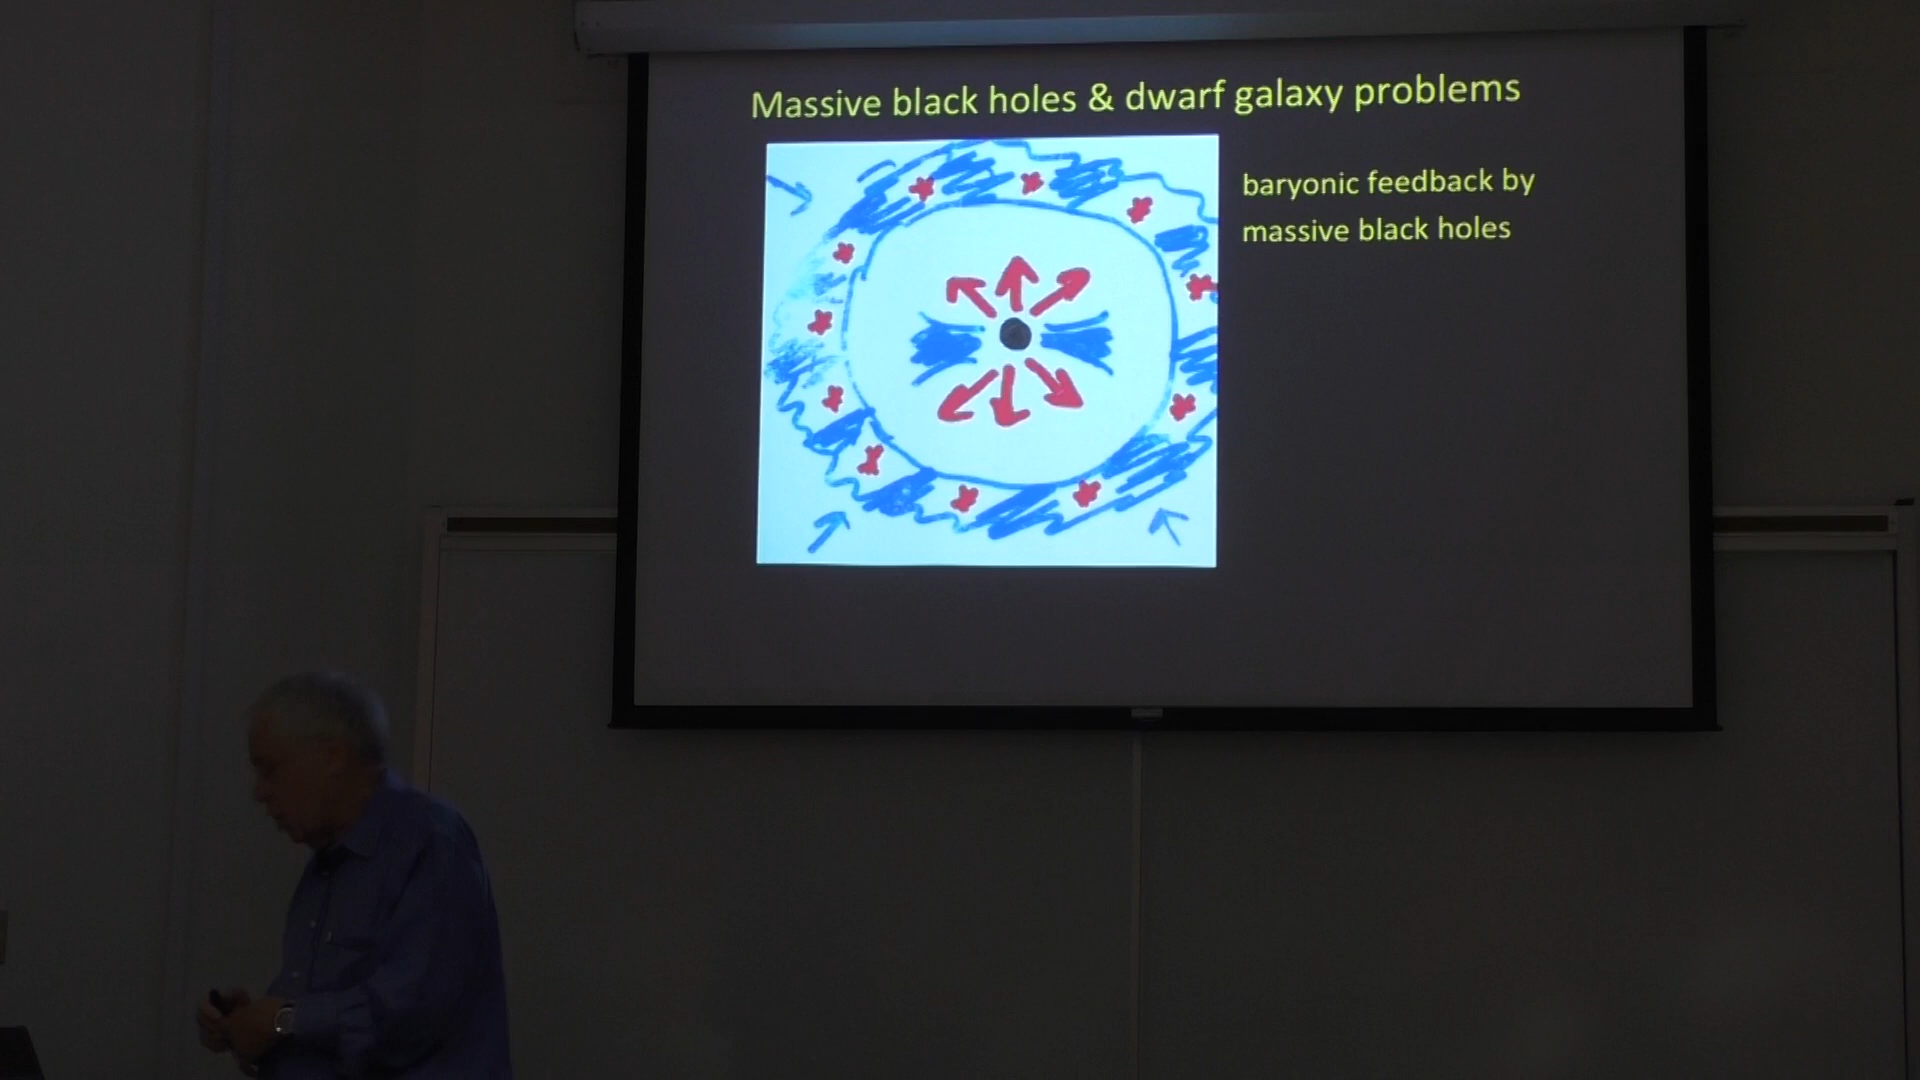 Massive black holes & dwarf galaxy problems
baryonic feedback by
massive black holes